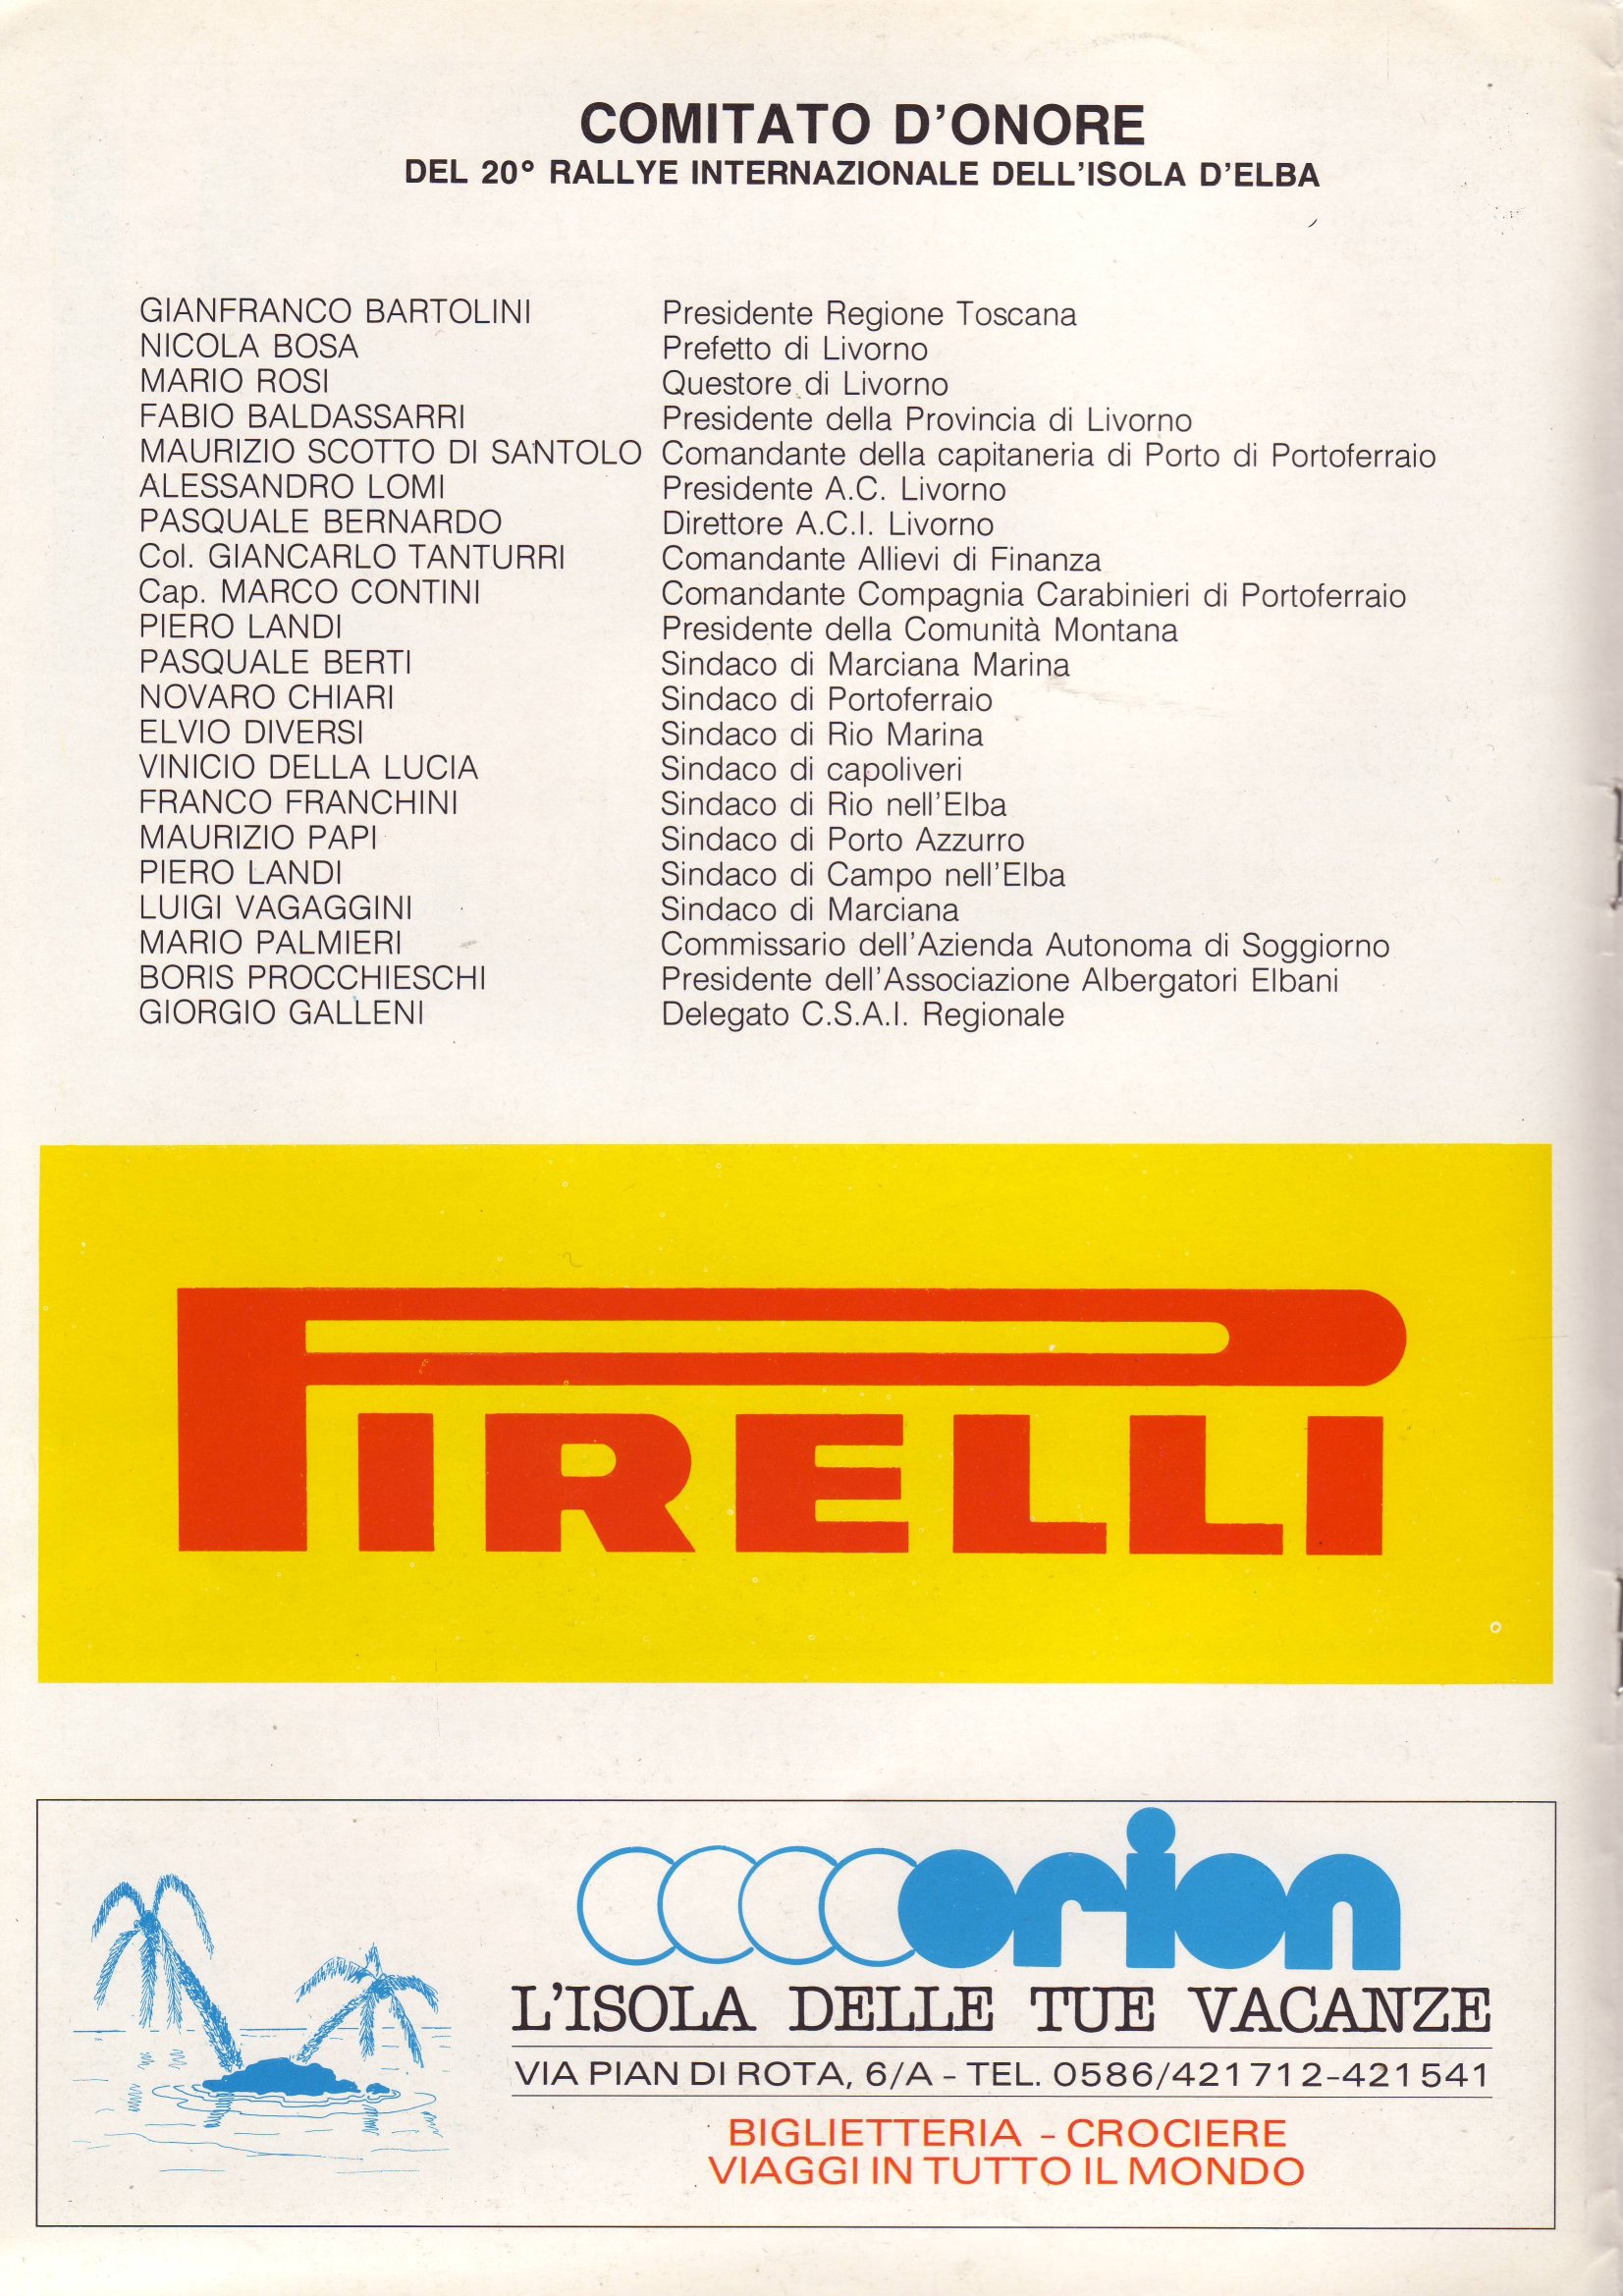 COMITATO D'ONORE
DEL 20° RALLYE INTERNAZIONALE DELL'ISOLA D'ELBA
GIANFRANCO BARTOLINI Presidente Regione Toscana
NICOLA BOSA Prefetto di Livorno
MARIO ROSI Questore di Livorno
FABIO BALDASSARRI Presidente della Provincia di Livorno
MAURIZIO SCOTTO DI SANTOLO Comandante della capitaneria di Porto di Portoferraio
ALESSANDRO LOMI Presidente A.C. Livorno
PASQUALE BERNARDO Direttore A.C.I. Livorno
Col. GIANCARLO TANTURRI Comandante Allievi di Finanza
Cap. MARCO CONTINI Comandante Compagnia Carabinieri di Portoferraio
PIERO LANDI Presidente della Comunità Montana
PASQUALE BERTI Sindaco di Marciana Marina
NOVARO CHIARI Sindaco di Portoferraio
ELVIO DIVERSI Sindaco di Rio Marina
VINICIO DELLA LUCIA Sindaco di capoliveri
FRANCO FRANCHINI Sindaco di Rio nell'Elba
MAURIZIO PAPI Sindaco di Porto Azzurro
PIERO LANDI Sindaco di Campo nell'Elba
LUIGI VAGAGGINI Sindaco di Marciana
MARIO PALMIERI Commissario dell'Azienda Autonoma di Soggiorno
BORIS PROCCHIESCHI Presidente dell'Associazione Albergatori Elbani
GIORGIO GALLENI Delegato C.S.A.I. Regionale
PIRELLI
orion
L'ISOLA DELLE TUE VACANZE
VIA PIAN DI ROTA, 6/A - TEL. 0586/421712-421541
BIGLIETTERIA - CROCIERE
VIAGGI IN TUTTO IL MONDO